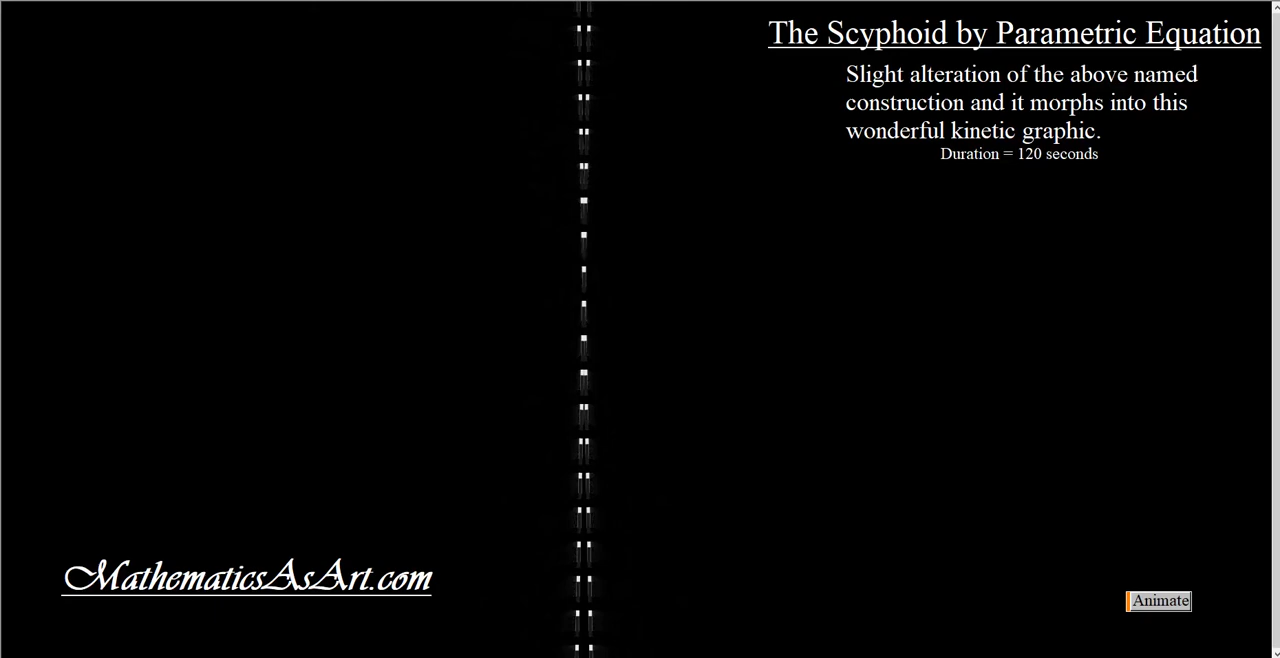 The Scyphoid by Parametric Equation
Slight alteration of the above named
construction and it morphs into this
wonderful kinetic graphic.
Duration = 120 seconds
MathematicsAsArt.com
Animate